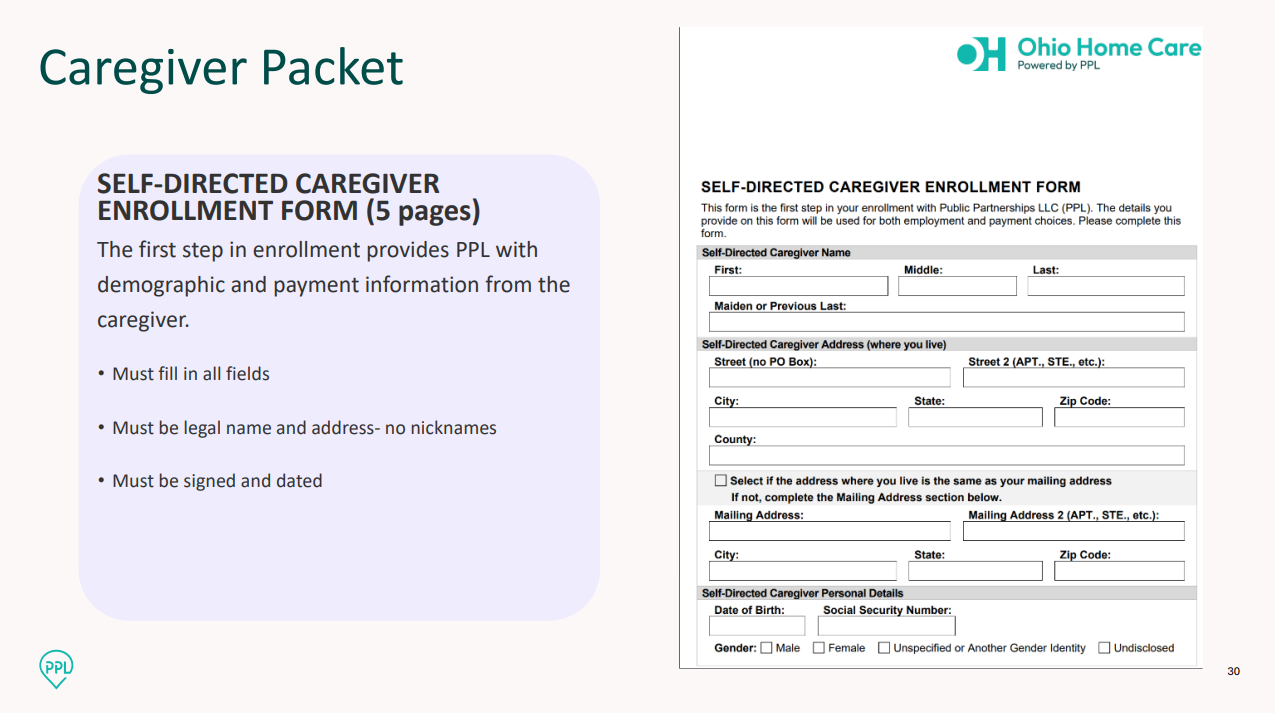 Caregiver Packet
SELF-DIRECTED CAREGIVER
ENROLLMENT FORM (5 pages)
The first step in enrollment provides PPL with
demographic and payment information from the
caregiver.
• Must fill in all fields
• Must be legal name and address- no nicknames
• Must be signed and dated
PPL
OH Ohio Home Care
Powered by PPL
SELF-DIRECTED CAREGIVER ENROLLMENT FORM
This form is the first step in your enrollment with Public Partnerships LLC (PPL). The details you
provide on this form will be used for both employment and payment choices. Please complete this
form.
Self-Directed Caregiver Name
First: Middle: Last:
Maiden or Previous Last:
Self-Directed Caregiver Address (where you live)
Street (no PO Box): Street 2 (APT., STE., etc.):
City: State: Zip Code:
County:
Select if the address where you live is the same as your mailing address
If not, complete the Mailing Address section below.
Mailing Address: Mailing Address 2 (APT., STE., etc.):
City: State: Zip Code:
Self-Directed Caregiver Personal Details
Date of Birth: Social Security Number:
Gender: Male Female Unspecified or Another Gender Identity Undisclosed
30